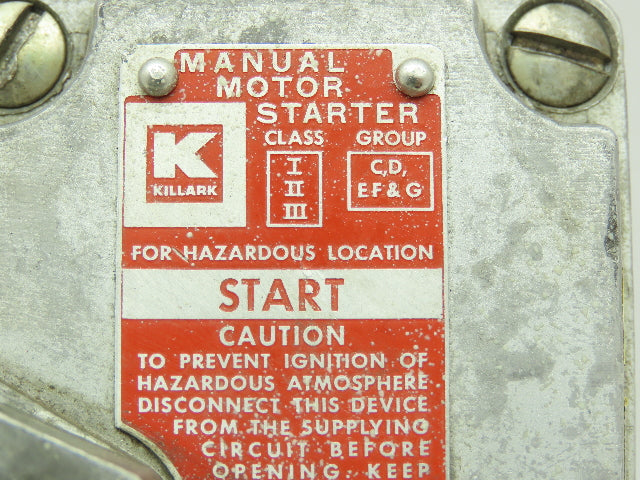 MANUAL
MOTOR
STARTER
CLASS GROUP
I
II
III
C,D,
E F & G
K
KILLARK
FOR HAZARDOUS LOCATION
START
CAUTION
TO PREVENT IGNITION OF
HAZARDOUS ATMOSPHERE
DISCONNECT THIS DEVICE
FROM THE SUPPLYING
CIRCUIT BEFORE
OPENING. KEEP